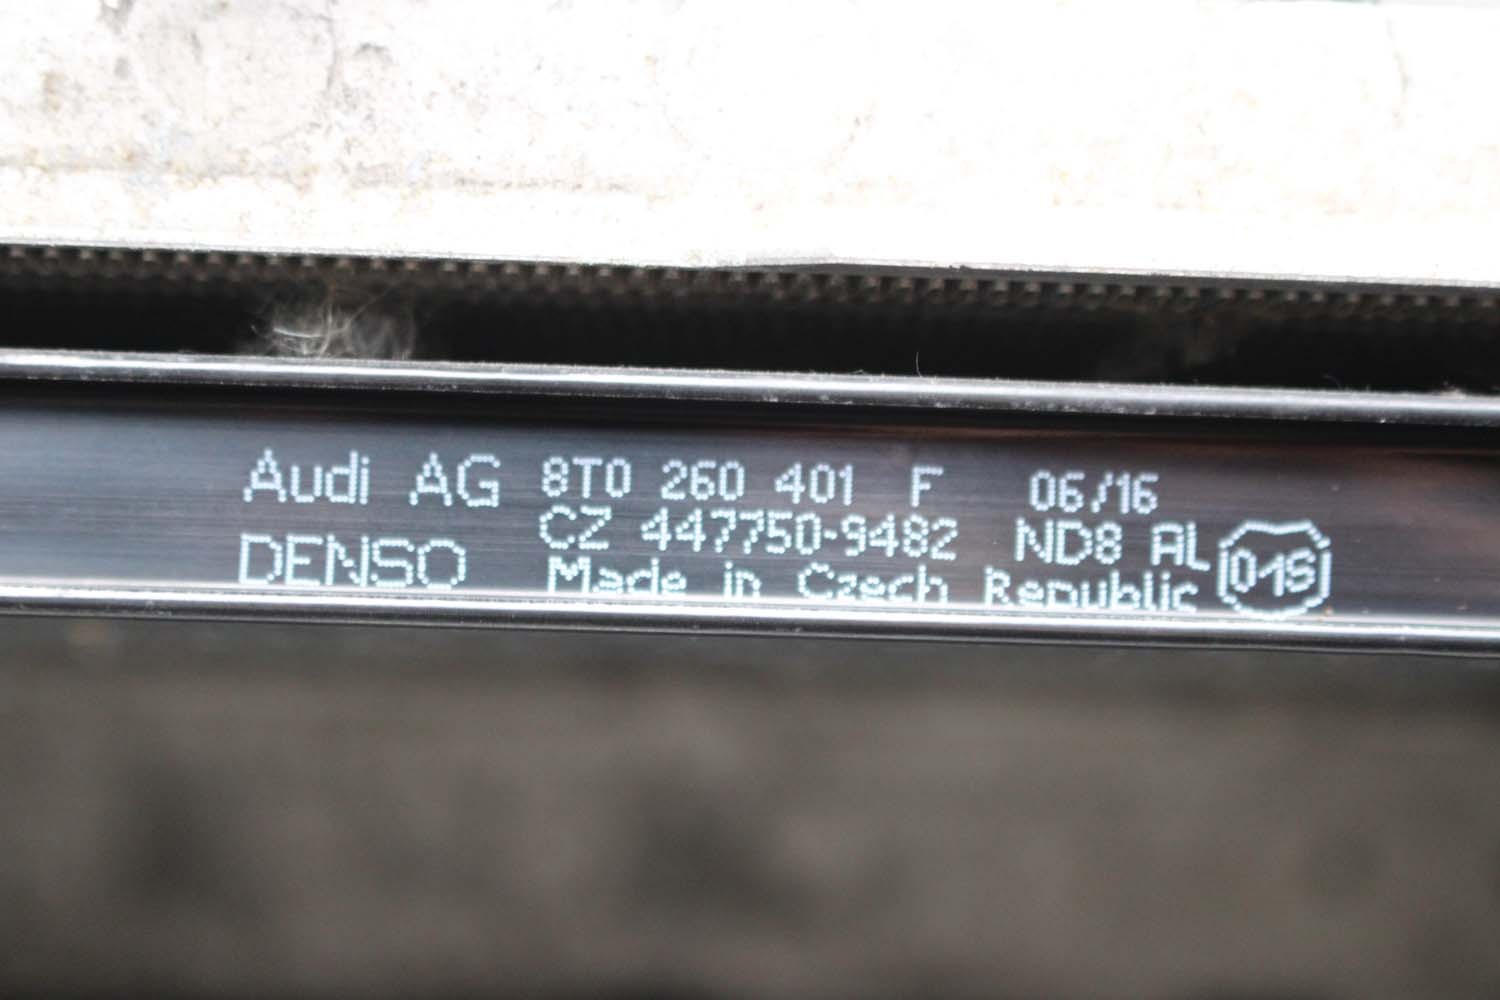 Audi AG 8T0 260 401 F 06/16
DENSO CZ 447750-9482 ND8 AL 01S
Made in Czech Republic